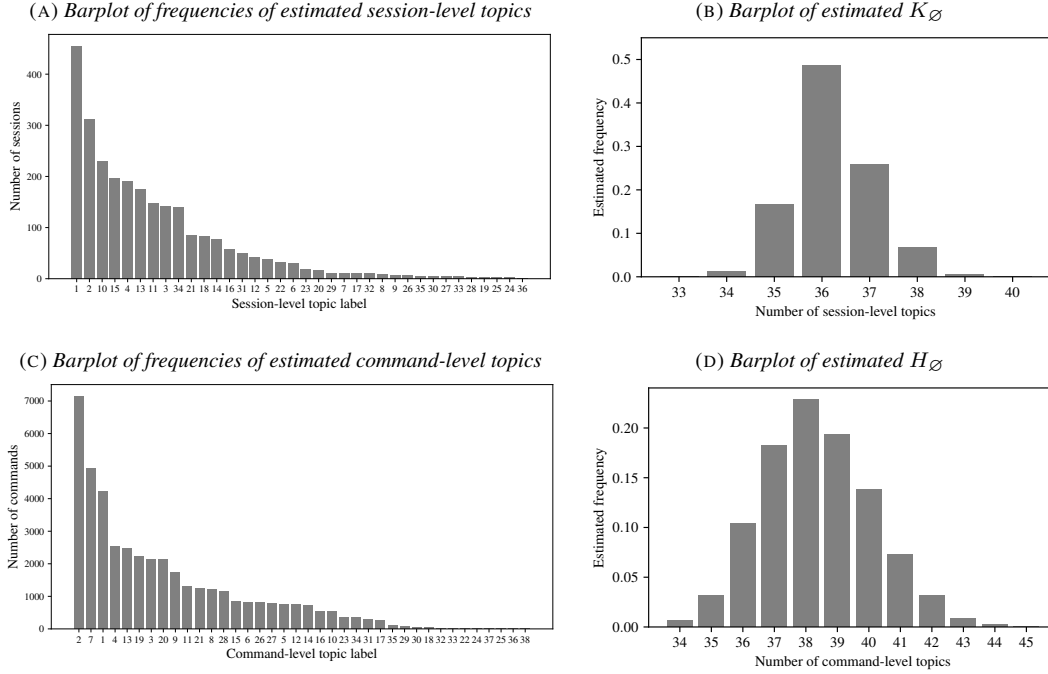 (A) Barplot of frequencies of estimated session-level topics
400
300
200
100
0
Number of sessions
1 2 10 15 4 13 11 3 34 21 18 14 16 31 12 5 22 6 23 20 29 7 17 32 8 9 26 35 30 27 33 28 19 25 24 36
Session-level topic label
(B) Barplot of estimated K∅
0.5
0.4
0.3
0.2
0.1
0.0
Estimated frequency
33 34 35 36 37 38 39 40
Number of session-level topics
(C) Barplot of frequencies of estimated command-level topics
7000
6000
5000
4000
3000
2000
1000
0
Number of commands
2 7 1 4 13 19 3 20 9 11 21 8 28 15 6 26 27 5 12 14 16 10 23 34 31 17 35 29 30 18 32 33 22 24 37 25 36 38
Command-level topic label
(D) Barplot of estimated H∅
0.20
0.15
0.10
0.05
0.00
Estimated frequency
34 35 36 37 38 39 40 41 42 43 44 45
Number of command-level topics